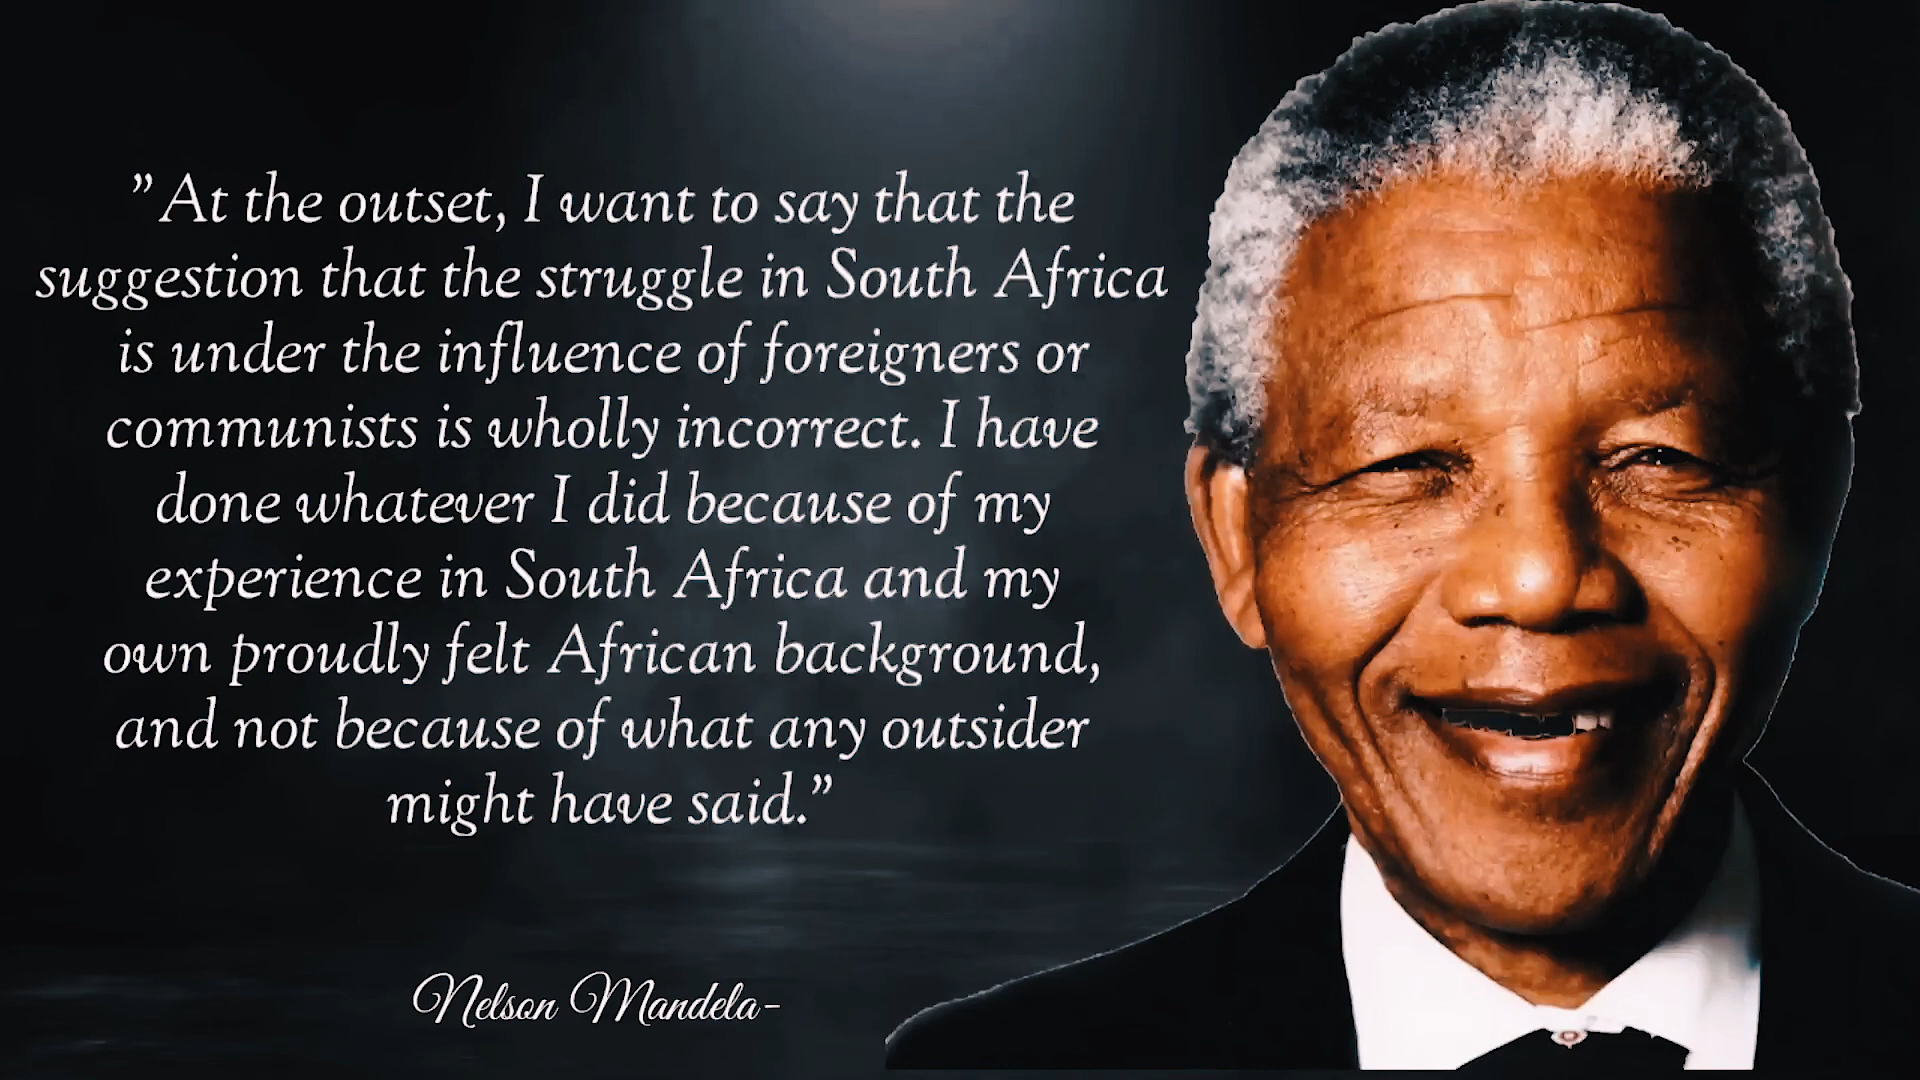 ”At the outset, I want to say that the
suggestion that the struggle in South Africa
is under the influence of foreigners or
communists is wholly incorrect. I have
done whatever I did because of my
experience in South Africa and my
own proudly felt African background,
and not because of what any outsider
might have said.”
Nelson Mandela-